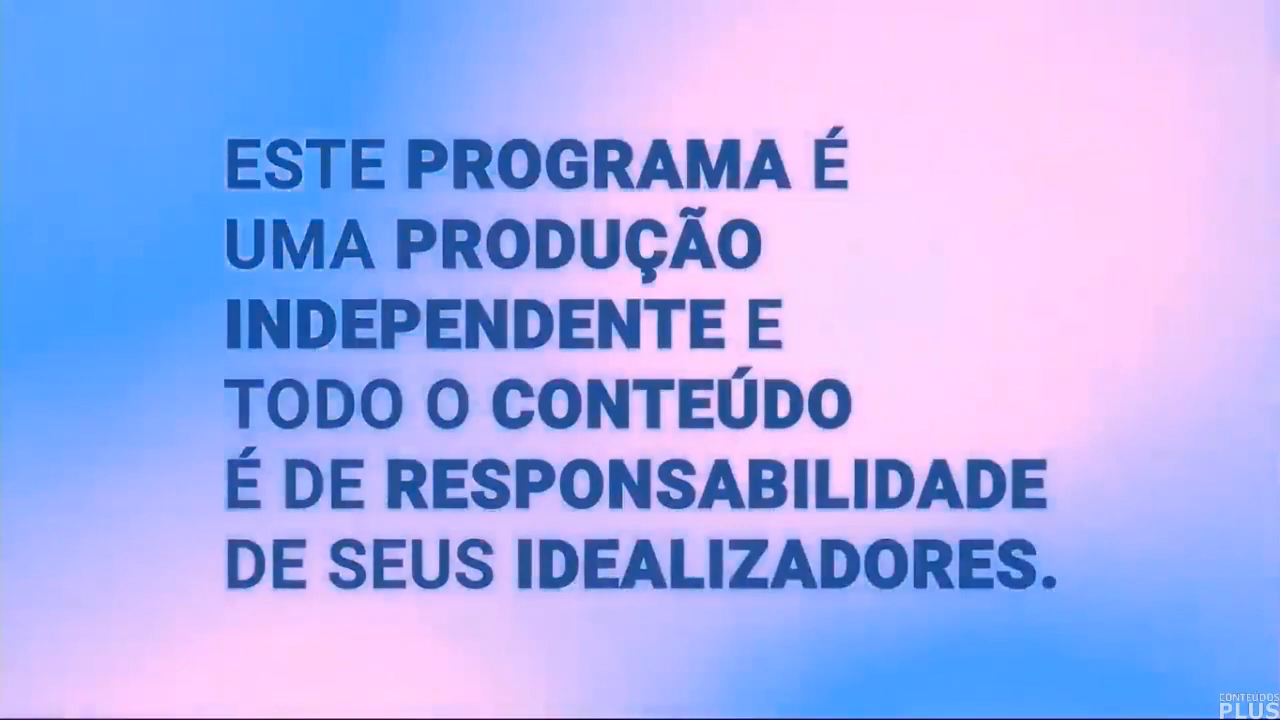 ESTE PROGRAMA É
UMA PRODUÇÃO
INDEPENDENTE E
TODO O CONTEÚDO
É DE RESPONSABILIDADE
DE SEUS IDEALIZADORES.
CONTEÚDOS
PLUS